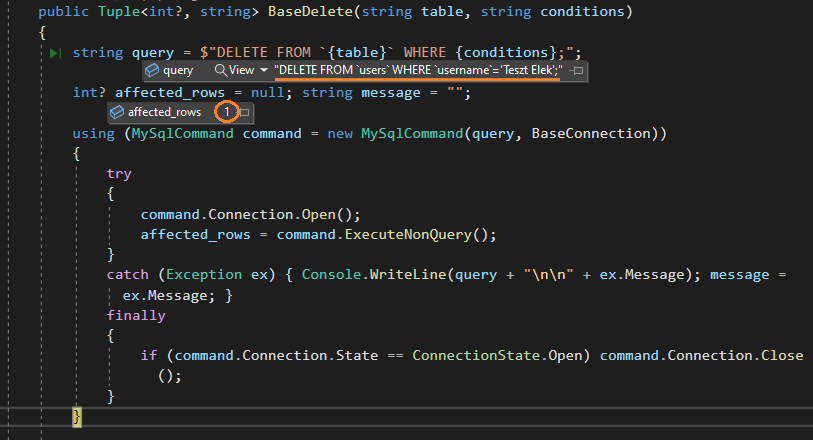 public Tuple<int?, string> BaseDelete(string table, string conditions)
{
string query = $"DELETE FROM `{table}` WHERE {conditions};";
query View "DELETE FROM `users` WHERE `username`='Teszt Elek';"
int? affected_rows = null; string message = "";
affected_rows 1
using (MySqlCommand command = new MySqlCommand(query, BaseConnection))
{
try
{
command.Connection.Open();
affected_rows = command.ExecuteNonQuery();
}
catch (Exception ex) { Console.WriteLine(query + "\n\n" + ex.Message); message =
ex.Message; }
finally
{
if (command.Connection.State == ConnectionState.Open) command.Connection.Close
();
}
}